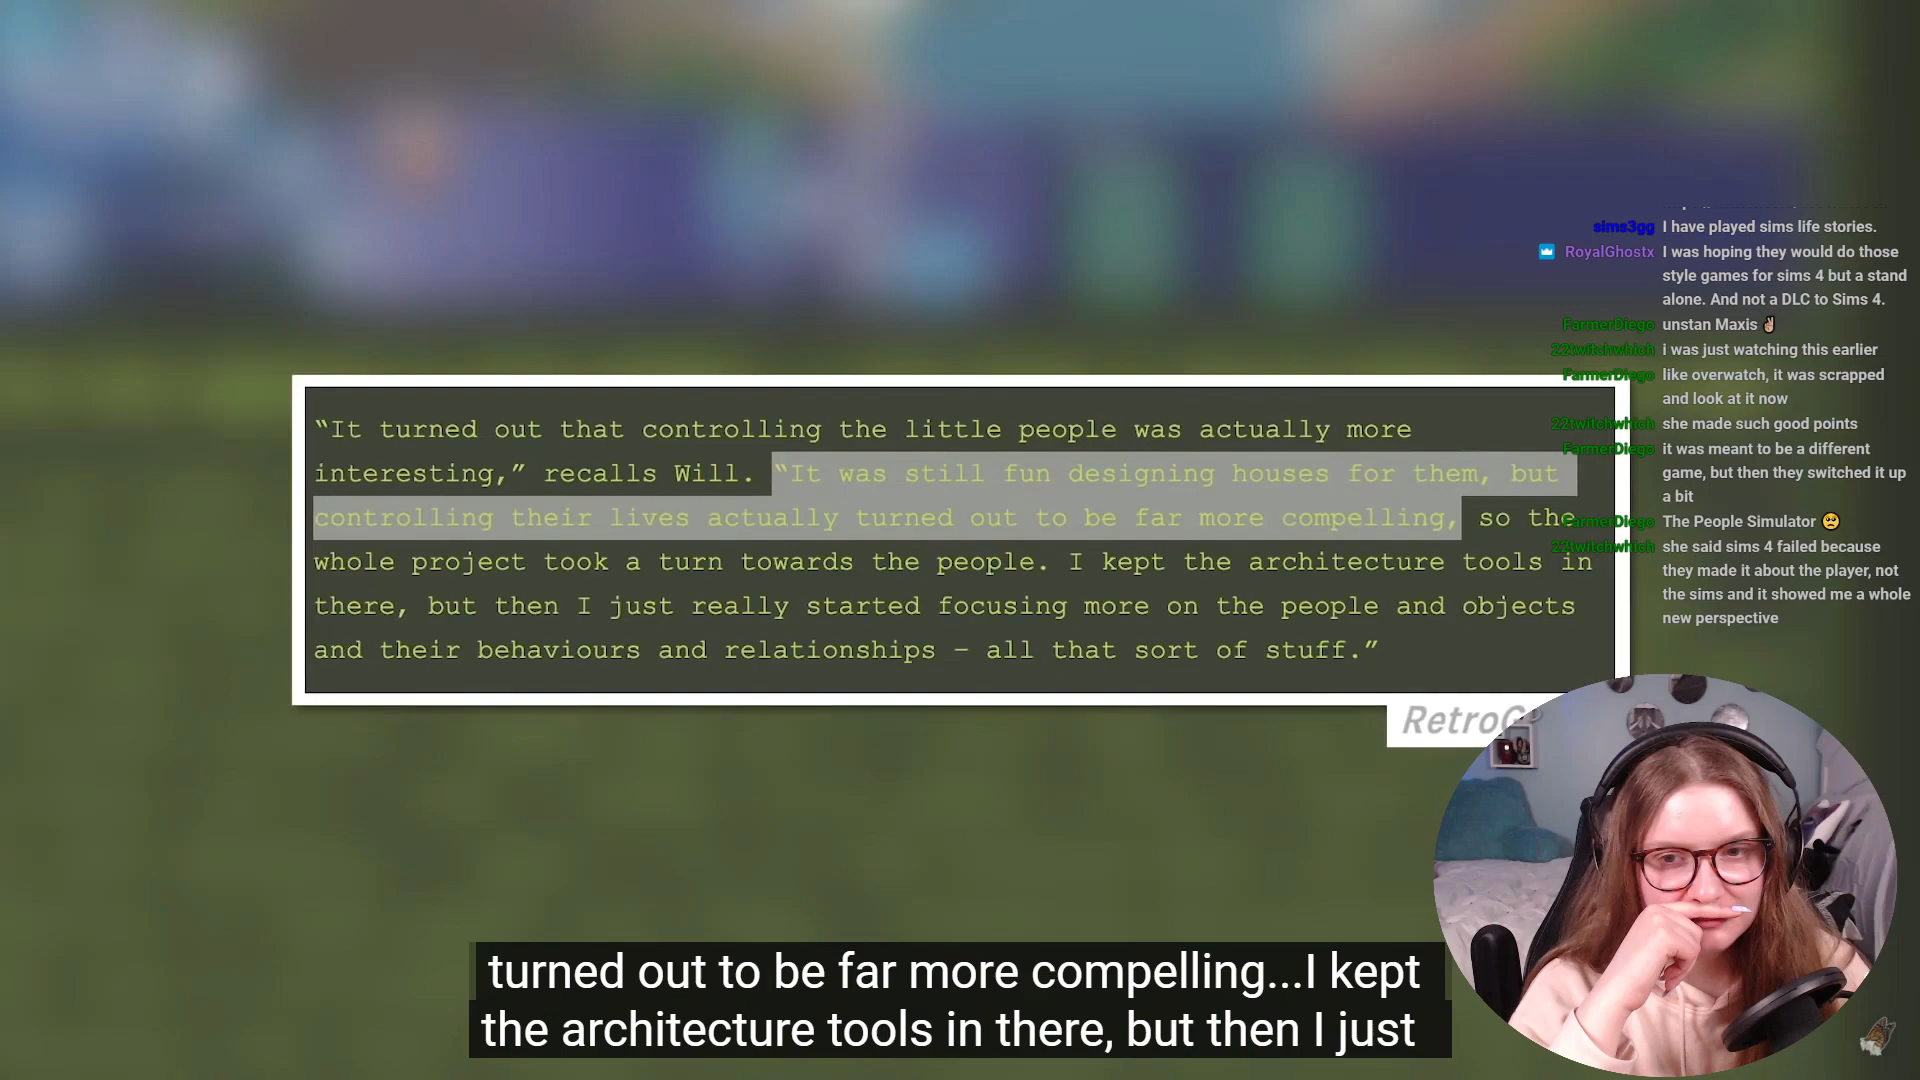 “It turned out that controlling the little people was actually more
interesting,” recalls Will. “It was still fun designing houses for them, but
controlling their lives actually turned out to be far more compelling, so the
whole project took a turn towards the people. I kept the architecture tools in
there, but then I just really started focusing more on the people and objects
and their behaviours and relationships – all that sort of stuff.”
sims3gg I have played sims life stories.
RoyalGhostx I was hoping they would do those
style games for sims 4 but a stand
alone. And not a DLC to Sims 4.
FarmerDiego unstan Maxis ✌🏻
22twitchwhich i was just watching this earlier
FarmerDiego like overwatch, it was scrapped
and look at it now
22twitchwhich she made such good points
FarmerDiego it was meant to be a different
game, but then they switched it up
a bit
FarmerDiego The People Simulator 🥺
22twitchwhich she said sims 4 failed because
they made it about the player, not
the sims and it showed me a whole
new perspective
turned out to be far more compelling...I kept
the architecture tools in there, but then I just